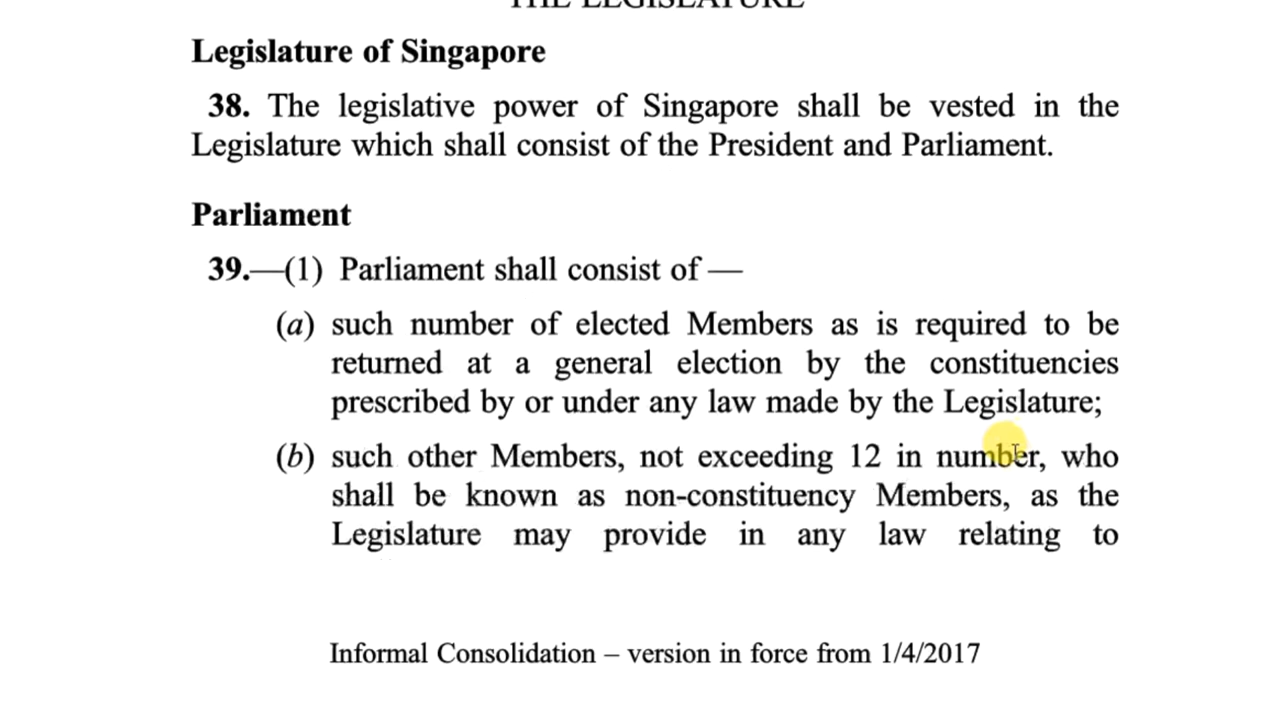 THE LEGISLATURE
Legislature of Singapore
38. The legislative power of Singapore shall be vested in the
Legislature which shall consist of the President and Parliament.
Parliament
39.—(1) Parliament shall consist of —
(a) such number of elected Members as is required to be
returned at a general election by the constituencies
prescribed by or under any law made by the Legislature;
(b) such other Members, not exceeding 12 in number, who
shall be known as non-constituency Members, as the
Legislature may provide in any law relating to
Informal Consolidation – version in force from 1/4/2017